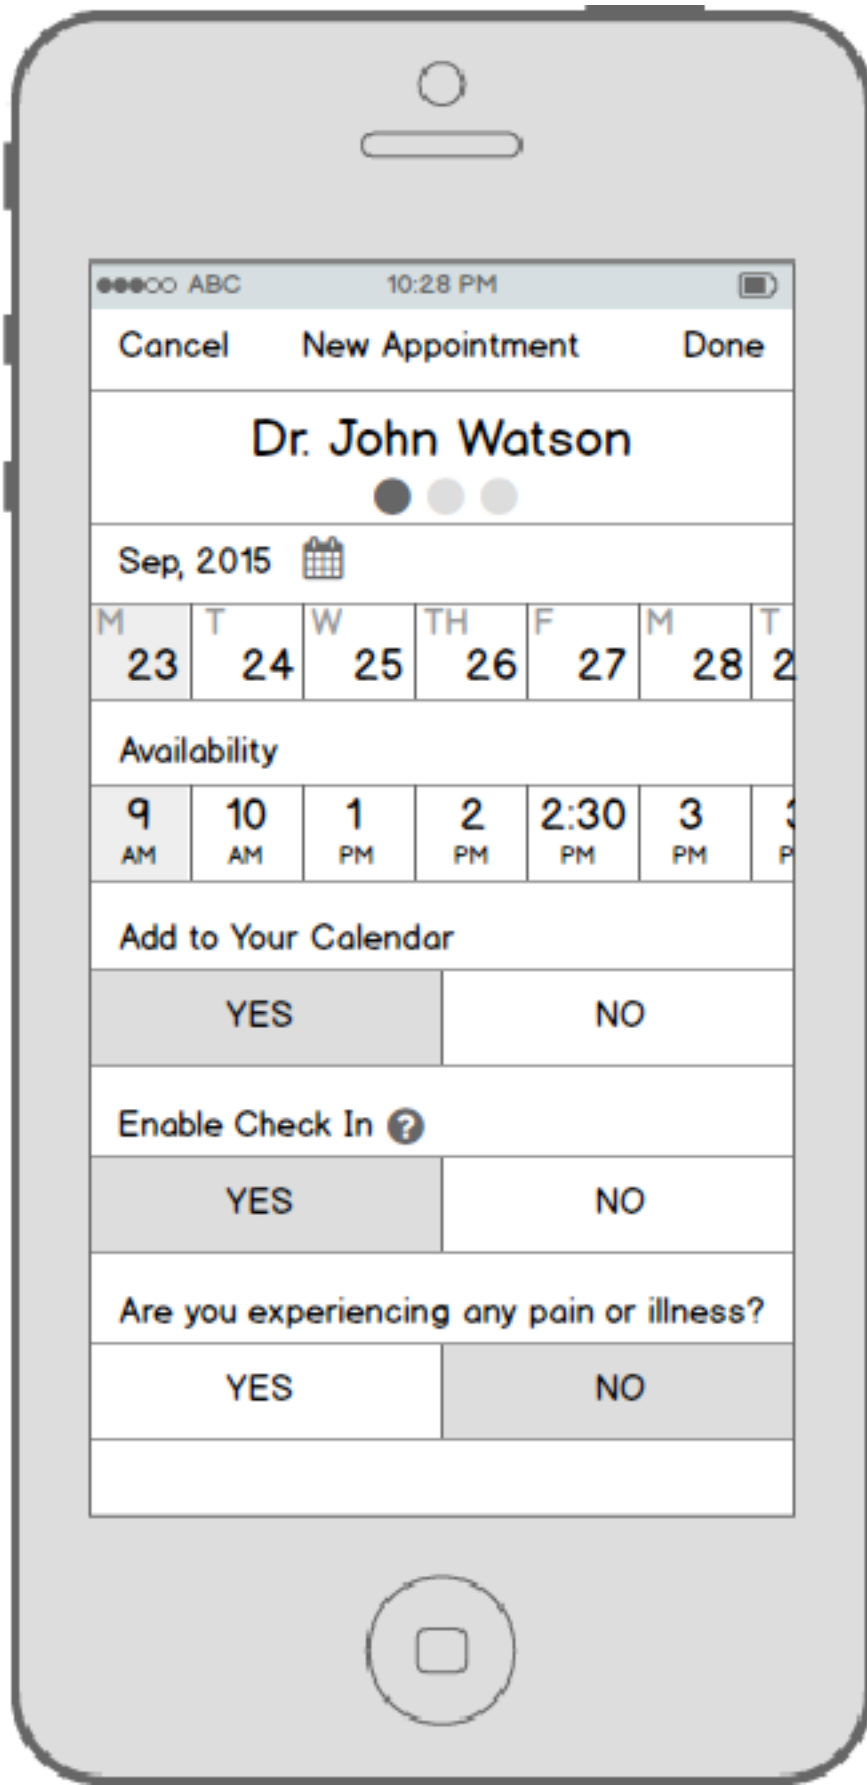 ABC 10:28 PM
Cancel New Appointment Done
Dr. John Watson
Sep, 2015
M T W TH F M T
23 24 25 26 27 28
Availability
9 10 1 2 2:30 3
AM AM PM PM PM PM
Add to Your Calendar
YES NO
Enable Check In ?
YES NO
Are you experiencing any pain or illness?
YES NO